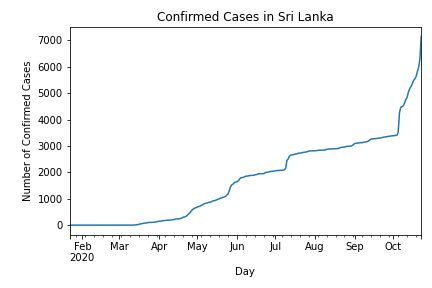 Confirmed Cases in Sri Lanka
Number of Confirmed Cases
7000
6000
5000
4000
3000
2000
1000
0
Feb Mar Apr May Jun Jul Aug Sep Oct
2020
Day